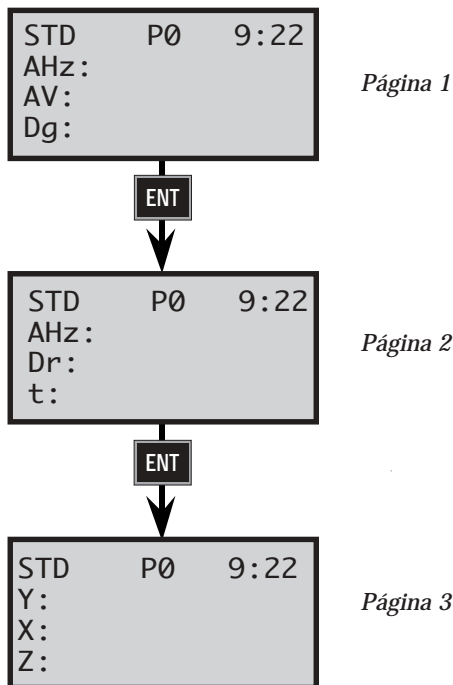 STD P0 9:22
AHz:
AV:
Dg:
Página 1
ENT
STD P0 9:22
AHz:
Dr:
t:
Página 2
ENT
STD P0 9:22
Y:
X:
Z:
Página 3